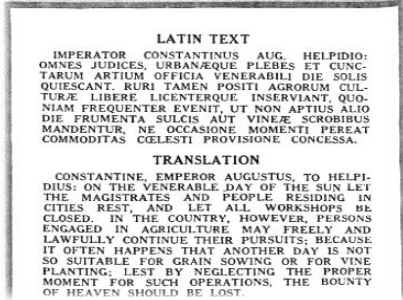 LATIN TEXT
IMPERATOR CONSTANTINUS AUG. HELPIDIO:
OMNES JUDICES, URBANÆQUE PLEBES ET CUNC-
TARUM ARTIUM OFFICIA VENERABILI DIE SOLIS
QUIESCANT. RURI TAMEN POSITI AGRORUM CUL-
TURÆ LIBERE LICENTERQUE INSERVIANT, QUO-
NIAM FREQUENTER EVENIT, UT NON APTIUS ALIO
DIE FRUMENTA SULCIS AUT VINEÆ SCROBIBUS
MANDENTUR, NE OCCASIONE MOMENTI PEREAT
COMMODITAS CŒLESTI PROVISIONE CONCESSA.
TRANSLATION
CONSTANTINE, EMPEROR AUGUSTUS, TO HELPI-
DIUS: ON THE VENERABLE DAY OF THE SUN LET
THE MAGISTRATES AND PEOPLE RESIDING IN
CITIES REST, AND LET ALL WORKSHOPS BE
CLOSED. IN THE COUNTRY, HOWEVER, PERSONS
ENGAGED IN AGRICULTURE MAY FREELY AND
LAWFULLY CONTINUE THEIR PURSUITS; BECAUSE
IT OFTEN HAPPENS THAT ANOTHER DAY IS NOT
SO SUITABLE FOR GRAIN SOWING OR FOR VINE
PLANTING; LEST BY NEGLECTING THE PROPER
MOMENT FOR SUCH OPERATIONS, THE BOUNTY
OF HEAVEN SHOULD BE LOST.